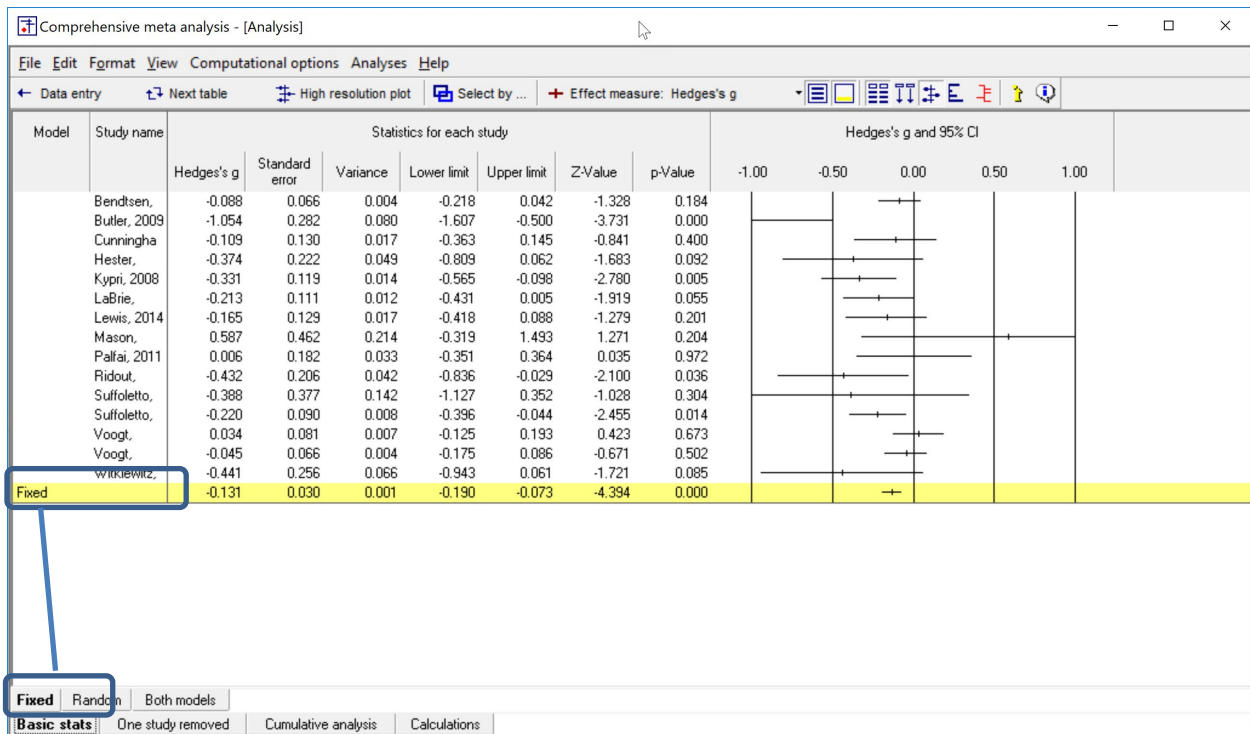 Comprehensive meta analysis - [Analysis]
File Edit Format View Computational options Analyses Help
Data entry Next table High resolution plot Select by ... Effect measure: Hedges's g
Model Study name Statistics for each study Hedges's g and 95% CI
Hedges's g Standard error Variance Lower limit Upper limit Z-Value p-Value -1.00 -0.50 0.00 0.50 1.00
Bendtsen, -0.088 0.066 0.004 -0.218 0.042 -1.328 0.184
Butler, 2009 -1.054 0.282 0.080 -1.607 -0.500 -3.731 0.000
Cunningha -0.109 0.130 0.017 -0.363 0.145 -0.841 0.400
Hester, -0.374 0.222 0.049 -0.809 0.062 -1.683 0.092
Kypri, 2008 -0.331 0.119 0.014 -0.565 -0.098 -2.780 0.005
LaBrie, -0.213 0.111 0.012 -0.431 0.005 -1.919 0.055
Lewis, 2014 -0.165 0.129 0.017 -0.418 0.088 -1.279 0.201
Mason, 0.587 0.462 0.214 -0.319 1.493 1.271 0.204
Palfai, 2011 0.006 0.182 0.033 -0.351 0.364 0.035 0.972
Ridout, -0.432 0.206 0.042 -0.836 -0.029 -2.100 0.036
Suffoletto, -0.388 0.377 0.142 -1.127 0.352 -1.028 0.304
Suffoletto, -0.220 0.090 0.008 -0.396 -0.044 -2.455 0.014
Voogt, 0.034 0.081 0.007 -0.125 0.193 0.423 0.673
Voogt, -0.045 0.066 0.004 -0.175 0.086 -0.671 0.502
Witkiewitz, -0.441 0.256 0.066 -0.943 0.061 -1.721 0.085
Fixed -0.131 0.030 0.001 -0.190 -0.073 -4.394 0.000
Fixed Random Both models
Basic stats One study removed Cumulative analysis Calculations